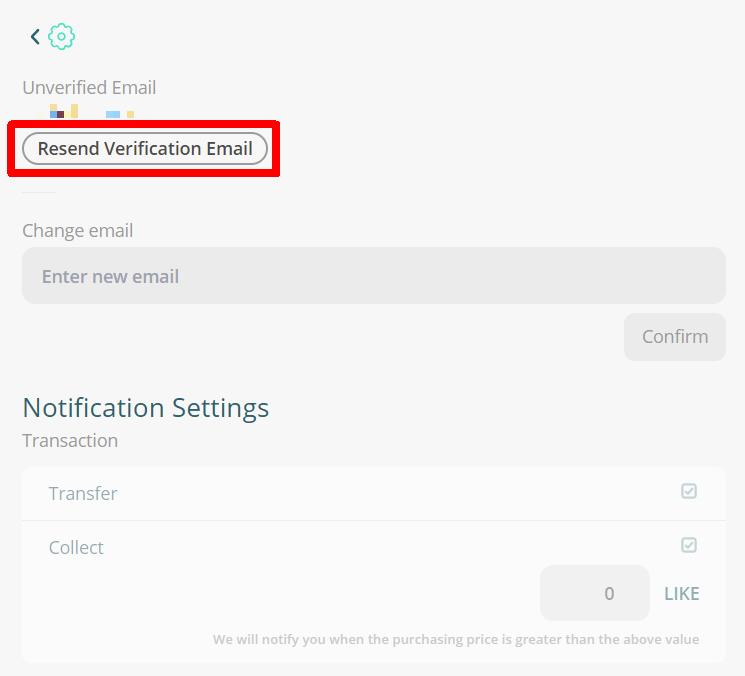 Unverified Email
Resend Verification Email
Change email
Enter new email
Confirm
Notification Settings
Transaction
Transfer
Collect
0 LIKE
We will notify you when the purchasing price is greater than the above value